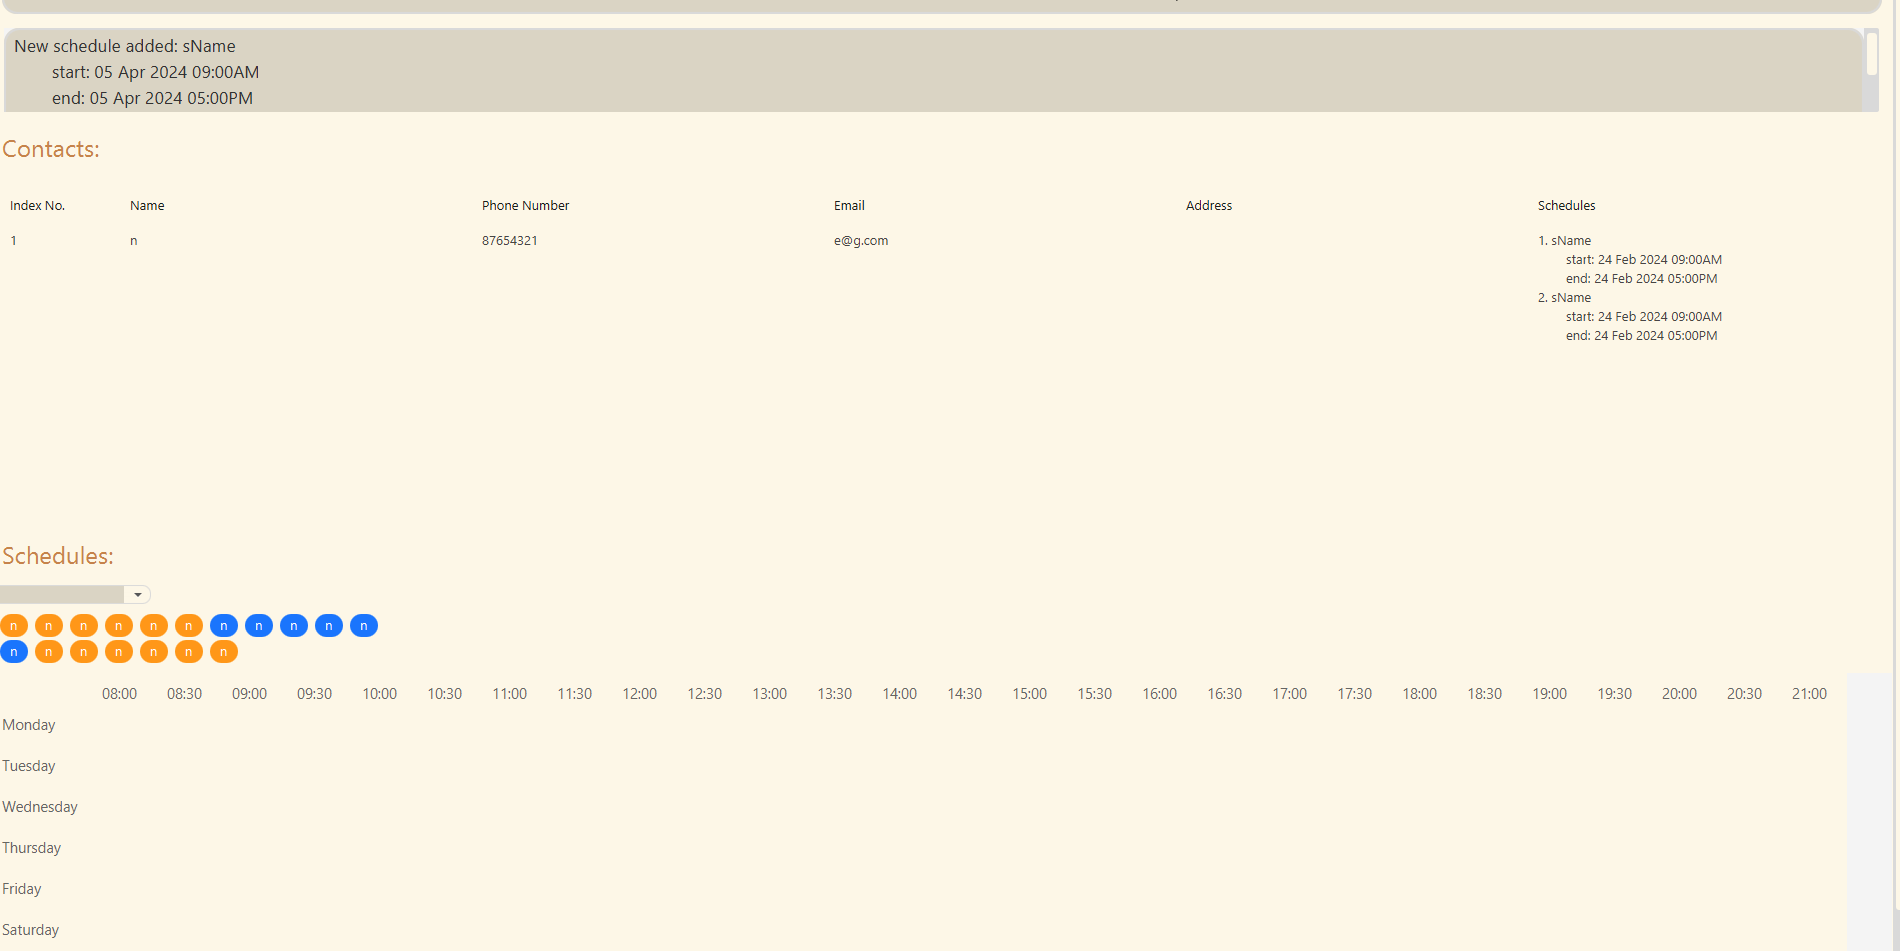 New schedule added: sName
start: 05 Apr 2024 09:00AM
end: 05 Apr 2024 05:00PM
Contacts:
Index No. Name Phone Number Email Address Schedules
1 n 87654321 e@g.com 1. sName
start: 24 Feb 2024 09:00AM
end: 24 Feb 2024 05:00PM
2. sName
start: 24 Feb 2024 09:00AM
end: 24 Feb 2024 05:00PM
Schedules:
n n n n n n n n n n n
n n n n n n n
08:00 08:30 09:00 09:30 10:00 10:30 11:00 11:30 12:00 12:30 13:00 13:30 14:00 14:30 15:00 15:30 16:00 16:30 17:00 17:30 18:00 18:30 19:00 19:30 20:00 20:30 21:00
Monday
Tuesday
Wednesday
Thursday
Friday
Saturday